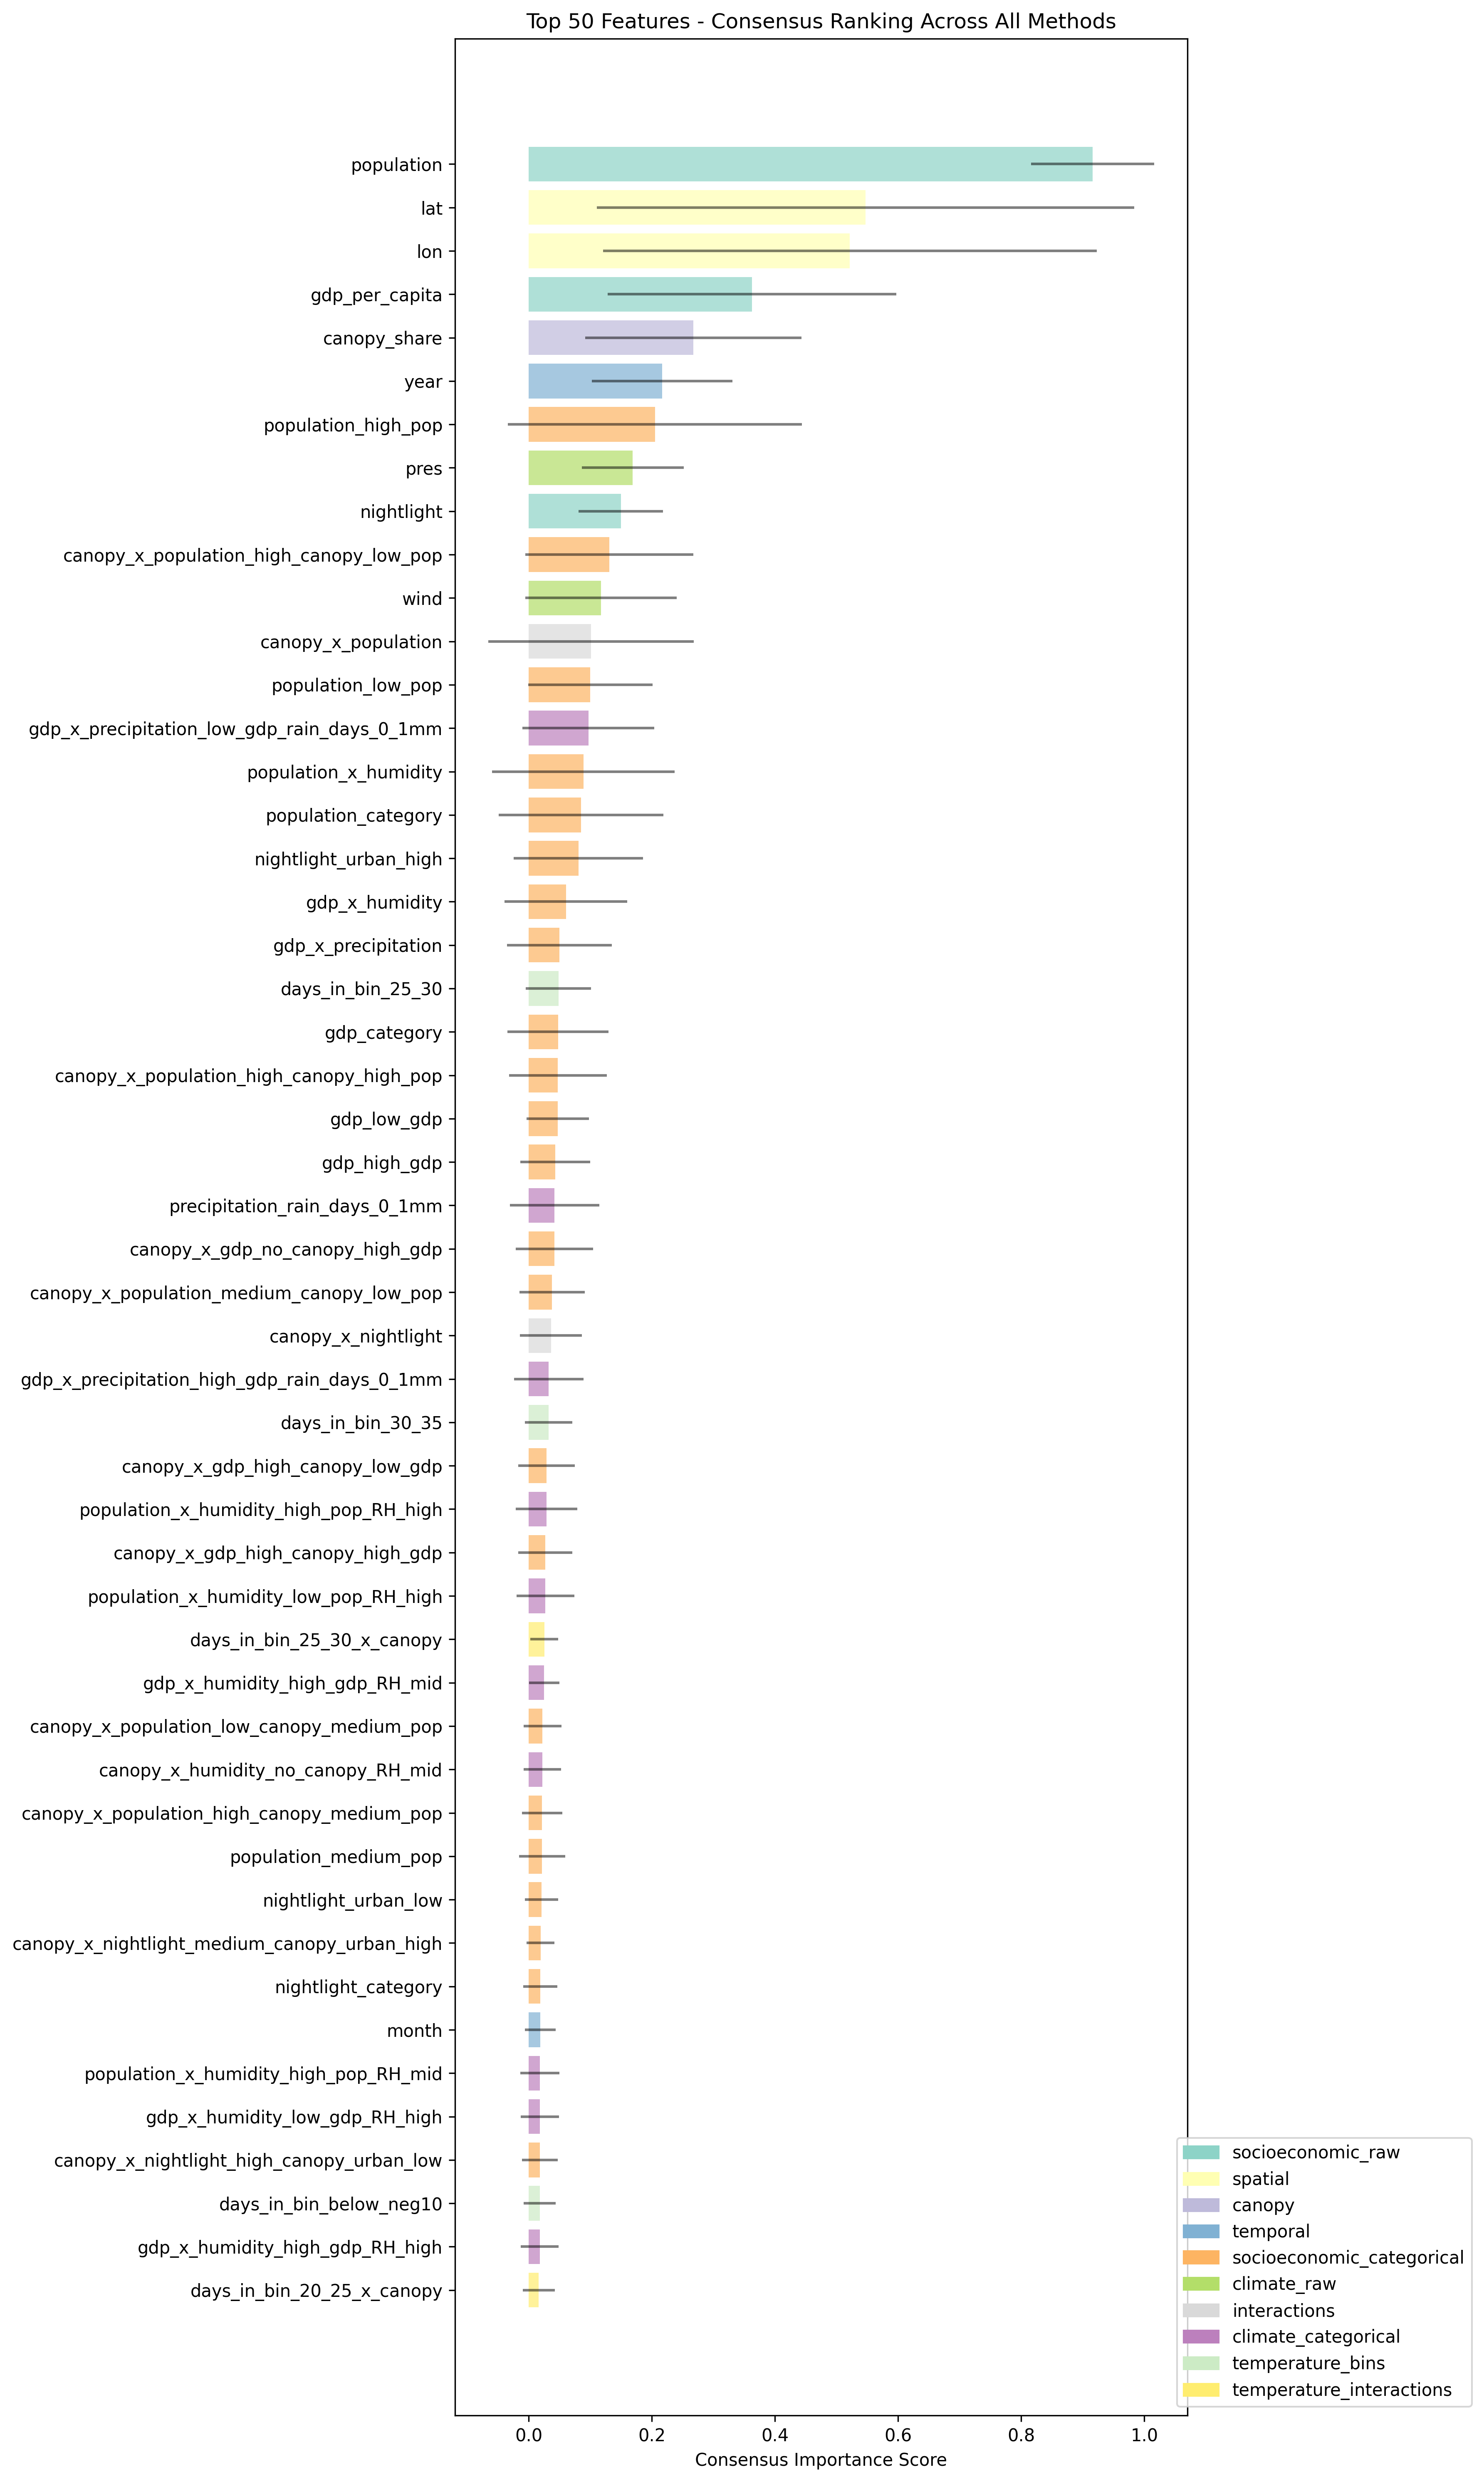 Top 50 Features - Consensus Ranking Across All Methods
population
lat
lon
gdp_per_capita
canopy_share
year
population_high_pop
pres
nightlight
canopy_x_population_high_canopy_low_pop
wind
canopy_x_population
population_low_pop
gdp_x_precipitation_low_gdp_rain_days_0_1mm
population_x_humidity
population_category
nightlight_urban_high
gdp_x_humidity
gdp_x_precipitation
days_in_bin_25_30
gdp_category
canopy_x_population_high_canopy_high_pop
gdp_low_gdp
gdp_high_gdp
precipitation_rain_days_0_1mm
canopy_x_gdp_no_canopy_high_gdp
canopy_x_population_medium_canopy_low_pop
canopy_x_nightlight
gdp_x_precipitation_high_gdp_rain_days_0_1mm
days_in_bin_30_35
canopy_x_gdp_high_canopy_low_gdp
population_x_humidity_high_pop_RH_high
canopy_x_gdp_high_canopy_high_gdp
population_x_humidity_low_pop_RH_high
days_in_bin_25_30_x_canopy
gdp_x_humidity_high_gdp_RH_mid
canopy_x_population_low_canopy_medium_pop
canopy_x_humidity_no_canopy_RH_mid
canopy_x_population_high_canopy_medium_pop
population_medium_pop
nightlight_urban_low
canopy_x_nightlight_medium_canopy_urban_high
nightlight_category
month
population_x_humidity_high_pop_RH_mid
gdp_x_humidity_low_gdp_RH_high
canopy_x_nightlight_high_canopy_urban_low
days_in_bin_below_neg10
gdp_x_humidity_high_gdp_RH_high
days_in_bin_20_25_x_canopy
socioeconomic_raw
spatial
canopy
temporal
socioeconomic_categorical
climate_raw
interactions
climate_categorical
temperature_bins
temperature_interactions
0.0 0.2 0.4 0.6 0.8 1.0
Consensus Importance Score